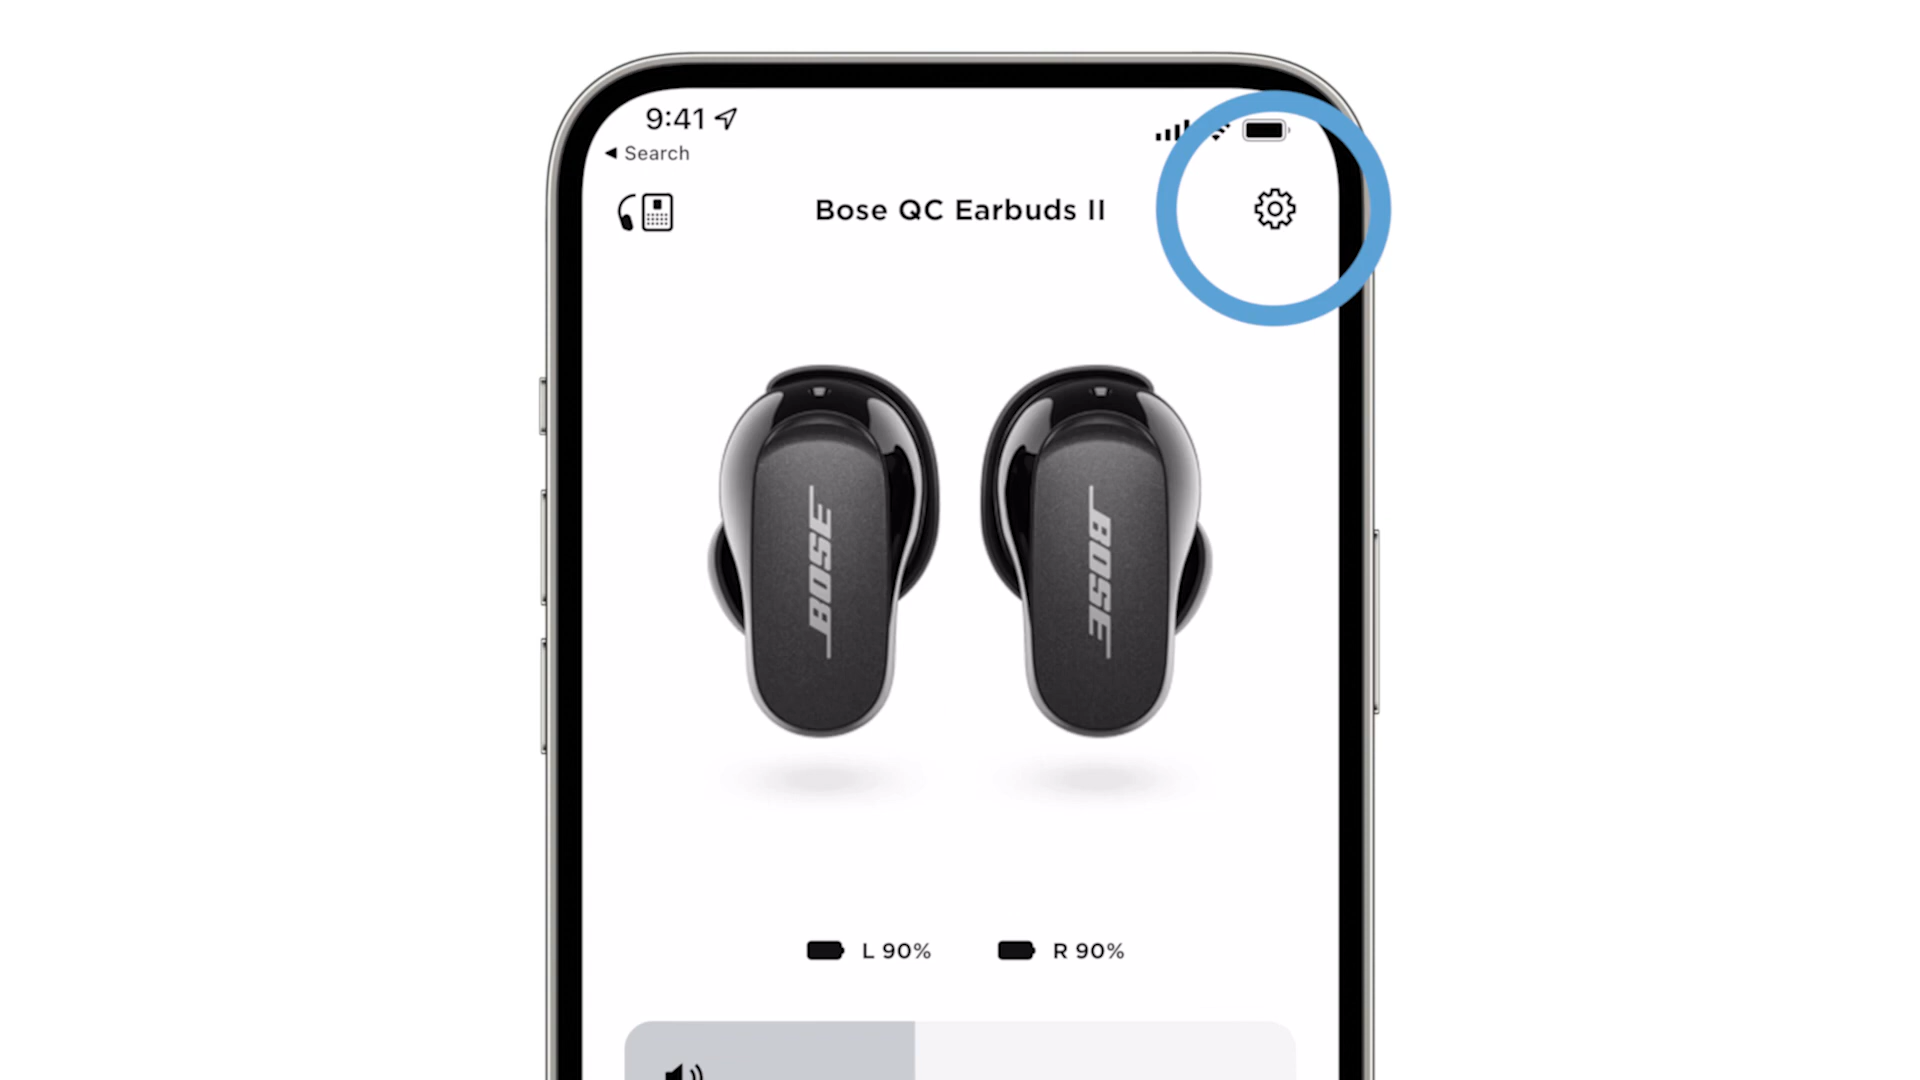 9:41
◀ Search
Bose QC Earbuds II
BOSE
BOSE
L 90%
R 90%